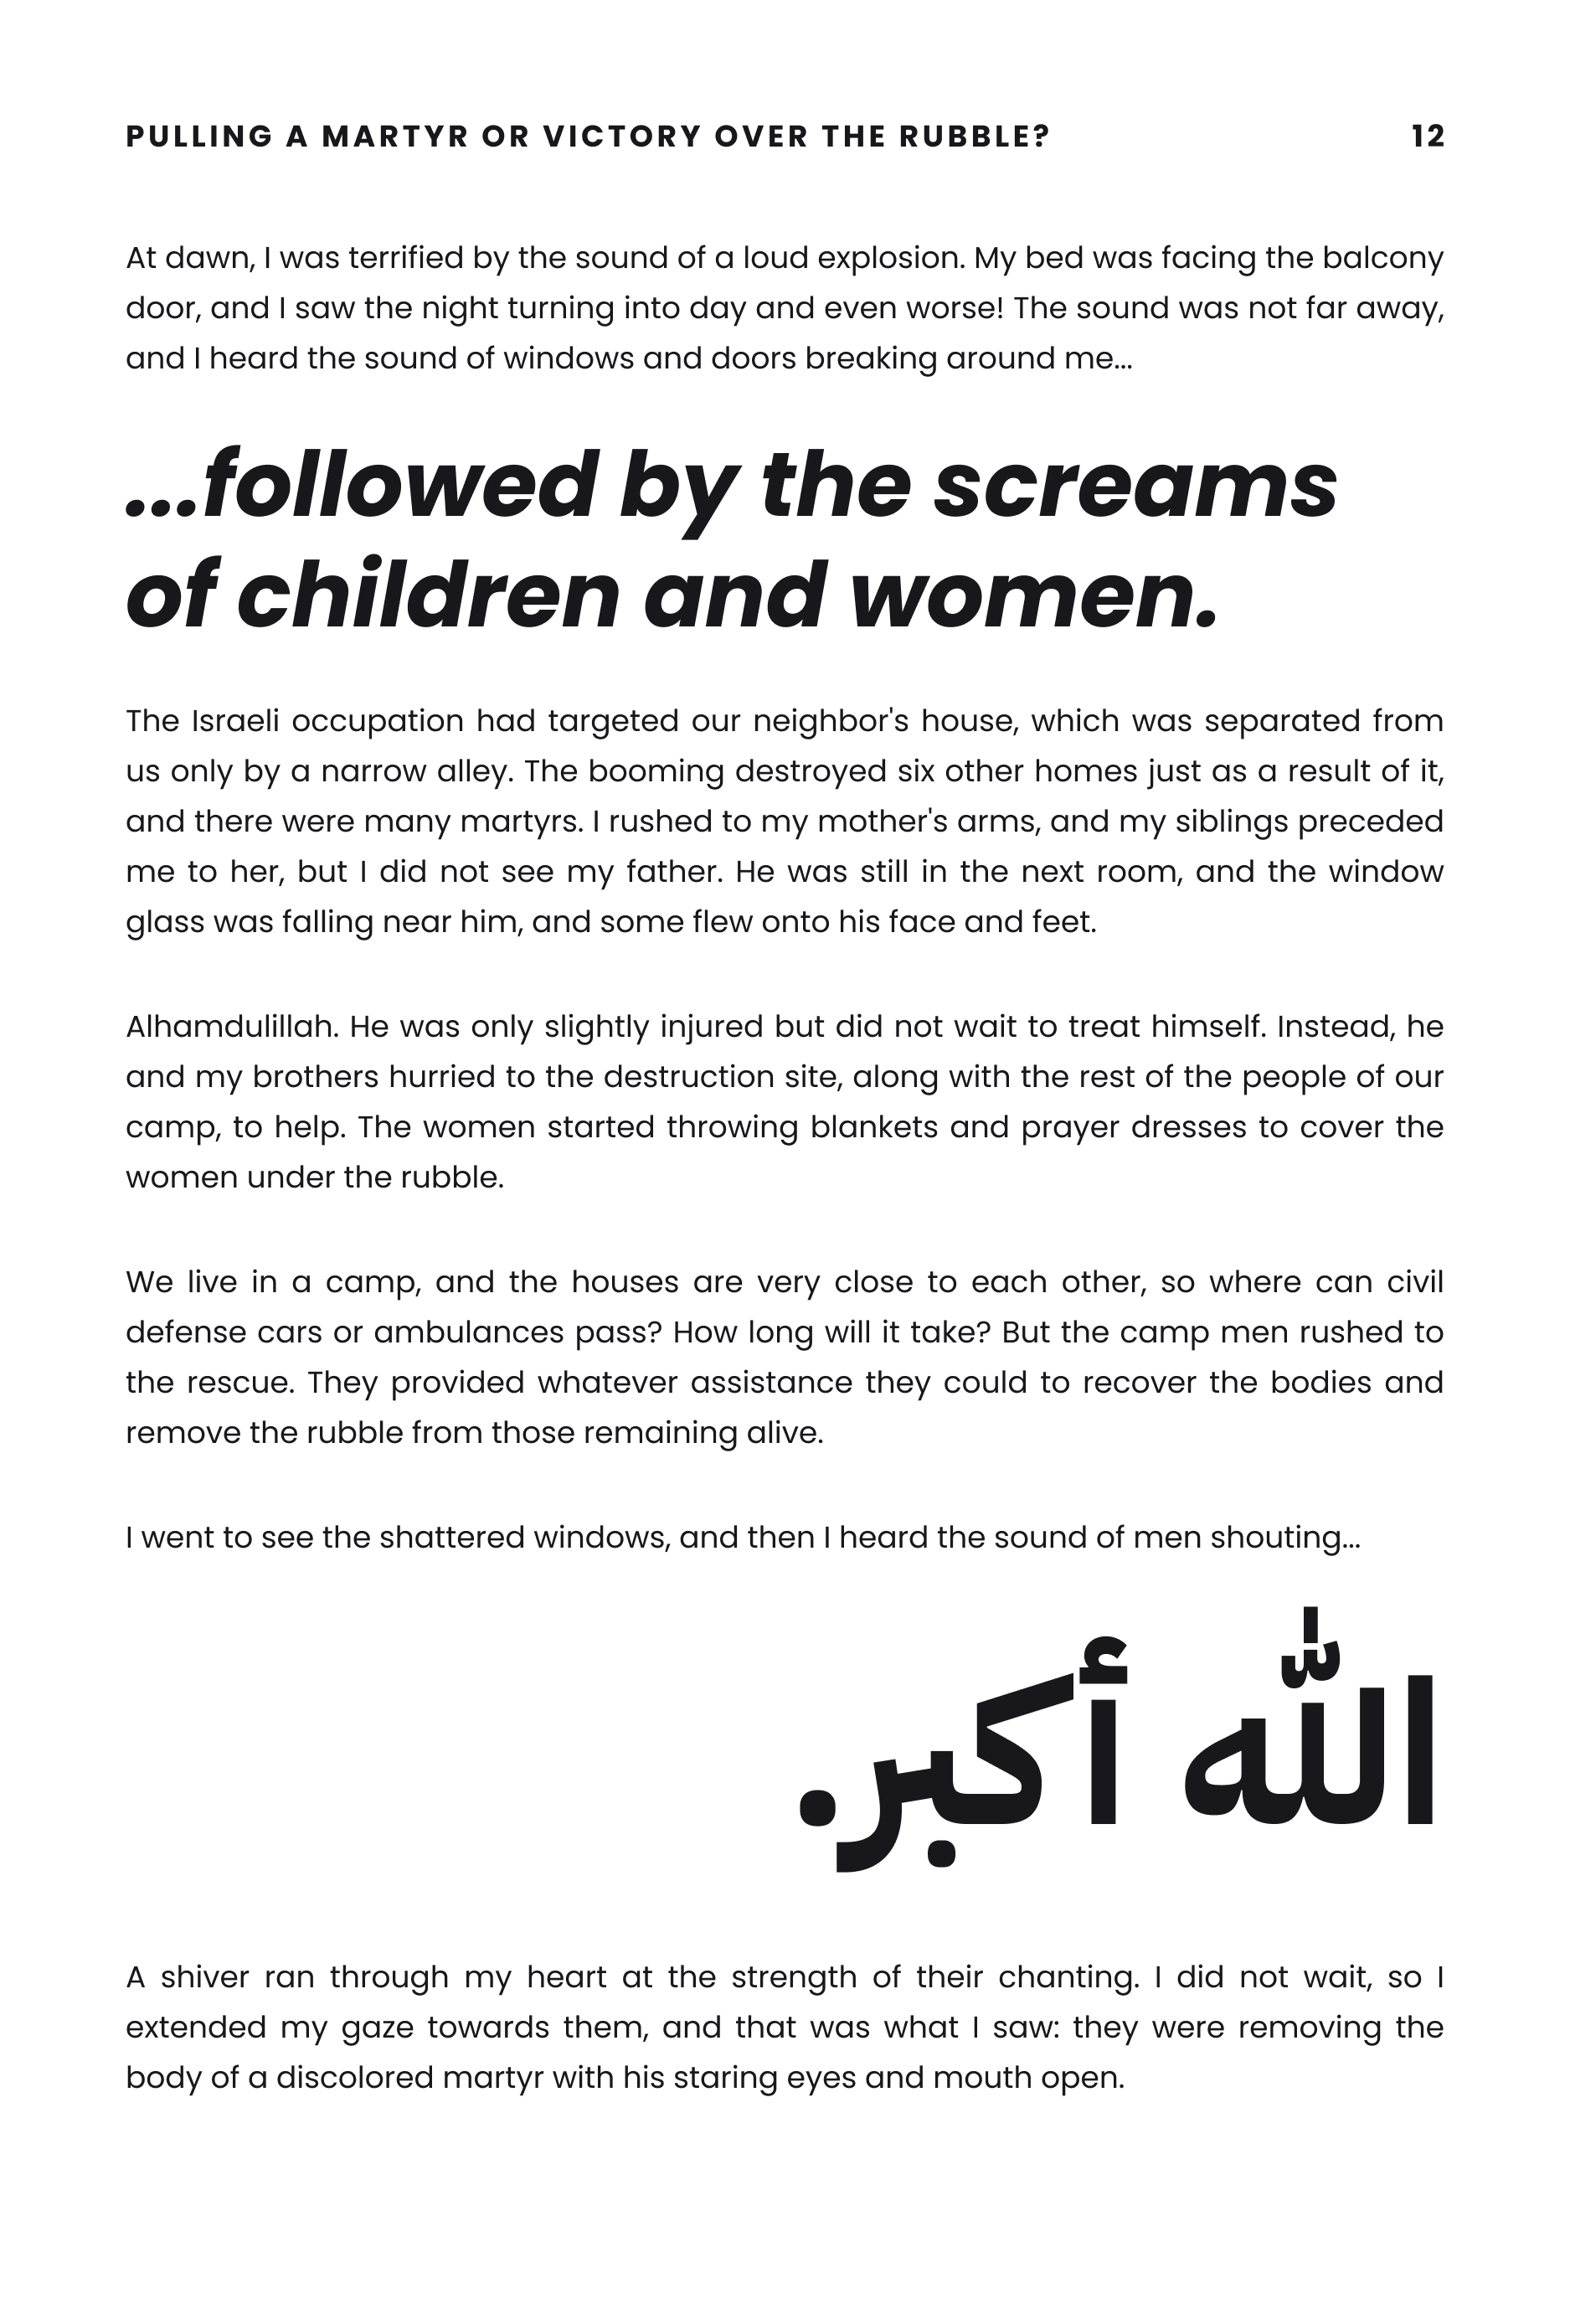 PULLING A MARTYR OR VICTORY OVER THE RUBBLE? 12
At dawn, I was terrified by the sound of a loud explosion. My bed was facing the balcony
door, and I saw the night turning into day and even worse! The sound was not far away,
and I heard the sound of windows and doors breaking around me...
...followed by the screams
of children and women.
The Israeli occupation had targeted our neighbor's house, which was separated from
us only by a narrow alley. The booming destroyed six other homes just as a result of it,
and there were many martyrs. I rushed to my mother's arms, and my siblings preceded
me to her, but I did not see my father. He was still in the next room, and the window
glass was falling near him, and some flew onto his face and feet.
Alhamdulillah. He was only slightly injured but did not wait to treat himself. Instead, he
and my brothers hurried to the destruction site, along with the rest of the people of our
camp, to help. The women started throwing blankets and prayer dresses to cover the
women under the rubble.
We live in a camp, and the houses are very close to each other, so where can civil
defense cars or ambulances pass? How long will it take? But the camp men rushed to
the rescue. They provided whatever assistance they could to recover the bodies and
remove the rubble from those remaining alive.
I went to see the shattered windows, and then I heard the sound of men shouting...
الله أكبر.
A shiver ran through my heart at the strength of their chanting. I did not wait, so I
extended my gaze towards them, and that was what I saw: they were removing the
body of a discolored martyr with his staring eyes and mouth open.